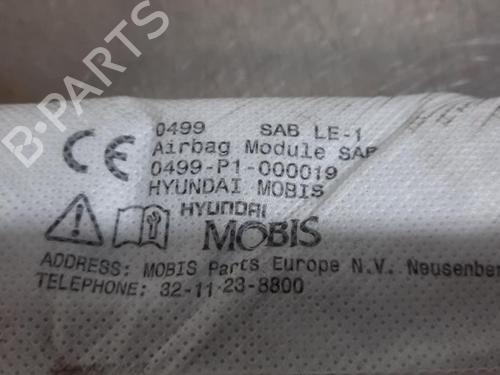 0499 SAB LE-1
Airbag Module SAB
0499-P1-000019
HYUNDAI MOBIS
HYUNDAI
MOBIS
ADDRESS: MOBIS Parts Europe N.V. Neusenber
TELEPHONE: 32-11-23-8800
B-PARTS